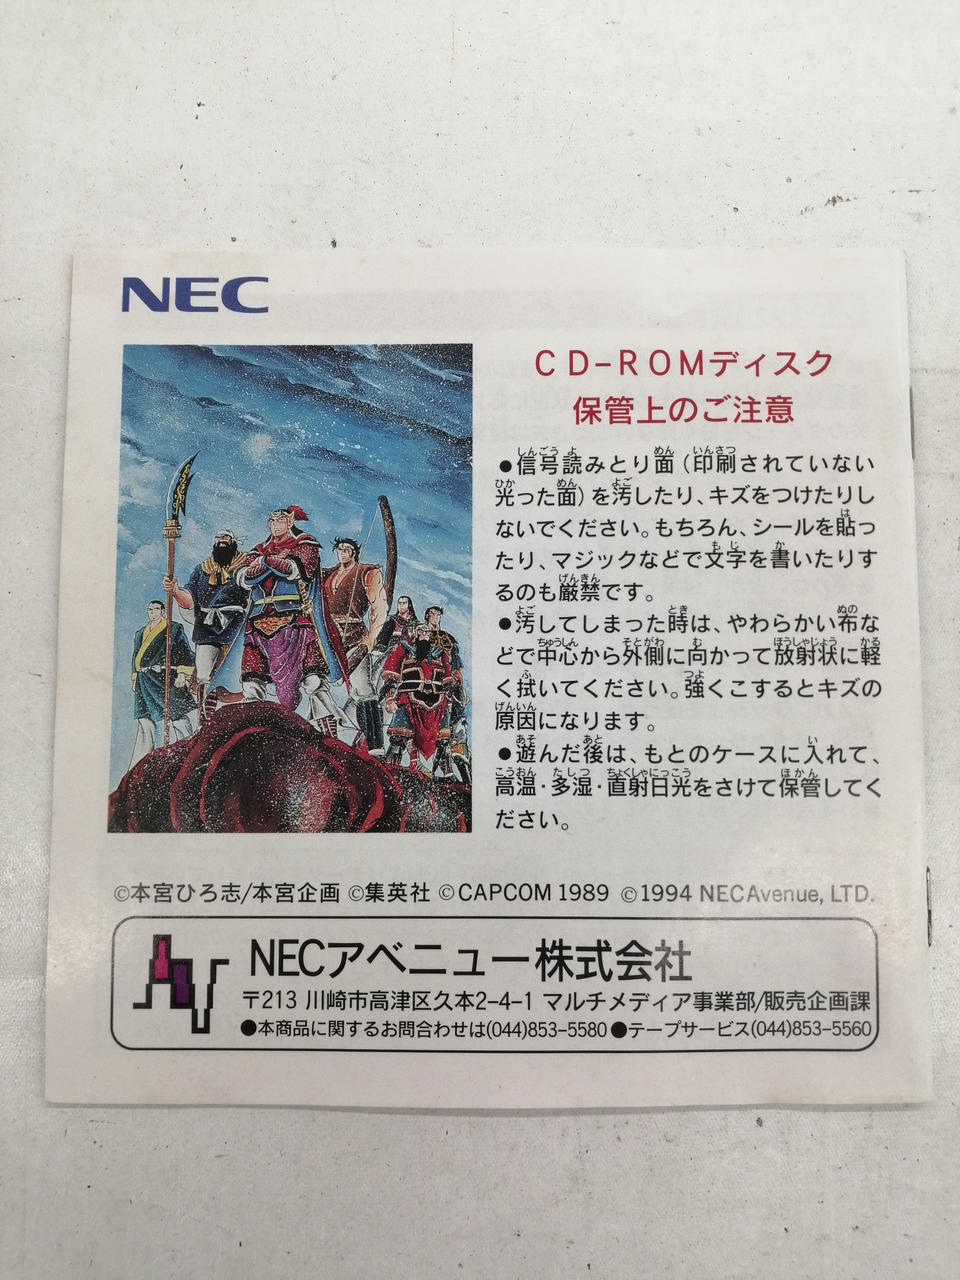 NEC
CD-ROMディスク
保管上のご注意
●信号読みとり面(印刷されていない
光った面)を汚したり、キズをつけたりし
ないでください。もちろん、シールを貼っ
たり、マジックなどで文字を書いたりす
るのも厳禁です。
●汚してしまった時は、やわらかい布な
どで中心から外側に向かって放射状に軽
く拭いてください。強くこするとキズの
原因になります。
●遊んだ後は、もとのケースに入れて、
高温・多湿・直射日光をさけて保管してく
ださい。
©本宮ひろ志/本宮企画 ©集英社 ©CAPCOM 1989 ©1994 NECAvenue, LTD.
NECアベニュー株式会社
〒213 川崎市高津区久本2-4-1 マルチメディア事業部/販売企画課
●本商品に関するお問合わせは(044)853-5580 ●テープサービス(044)853-5560